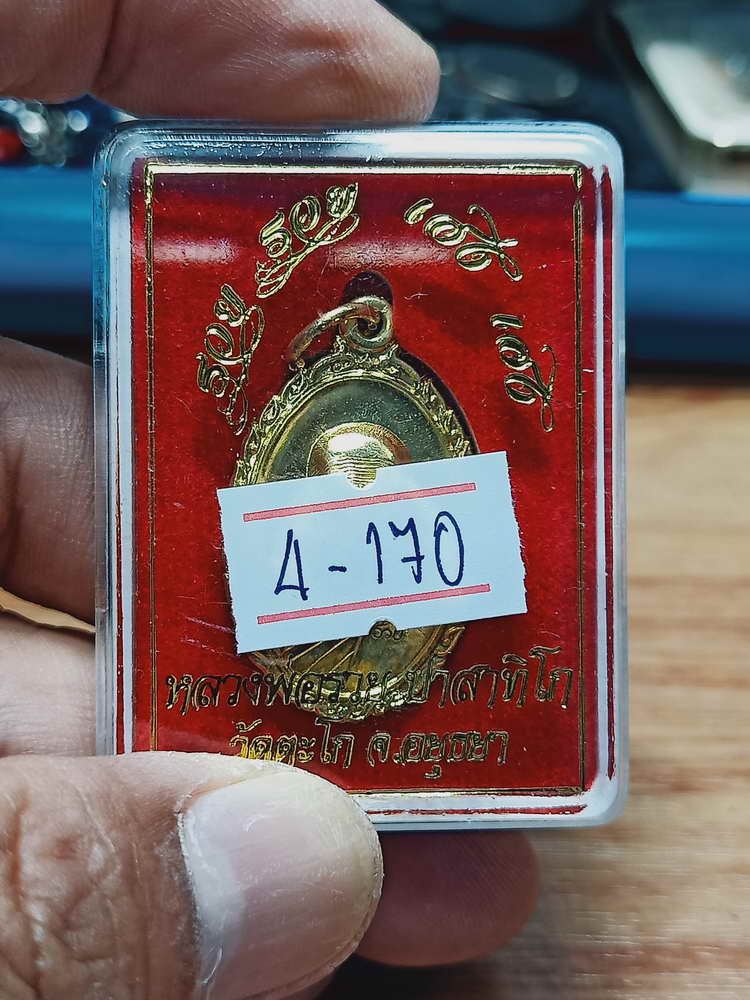 รวย รวย
เฮง เฮง
4-170
หลวงพ่อรวย ปาสาทิโก
วัดตะโก จ.อยุธยา